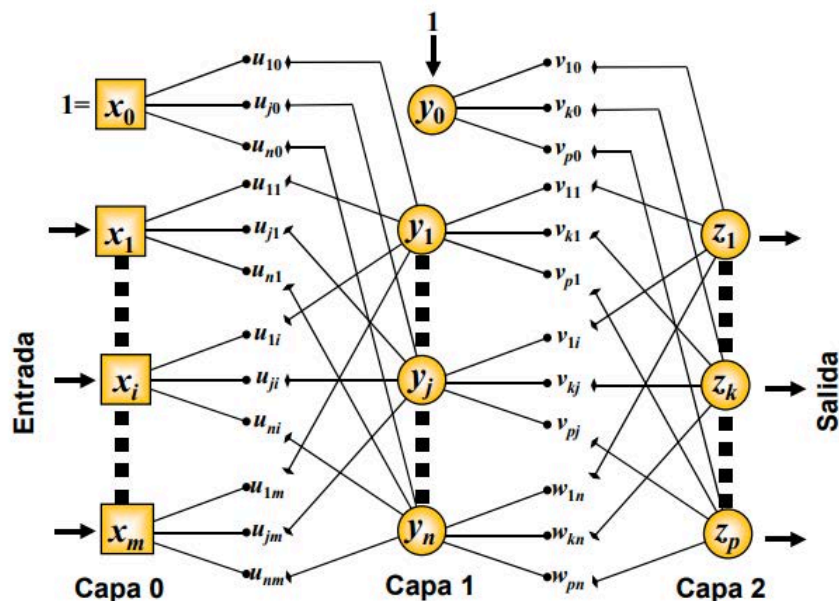 1
u10 v10
1= x0 uj0 y0 vk0
un0 vp0
u11 v11
x1 uj1 y1 vk1 z1
un1 vp1
u1i v1i
Entrada xi uji yj vkj zk Salida
uni vpj
u1m w1n
xm ujm yn wkn zp
unm wpn
Capa 0 Capa 1 Capa 2